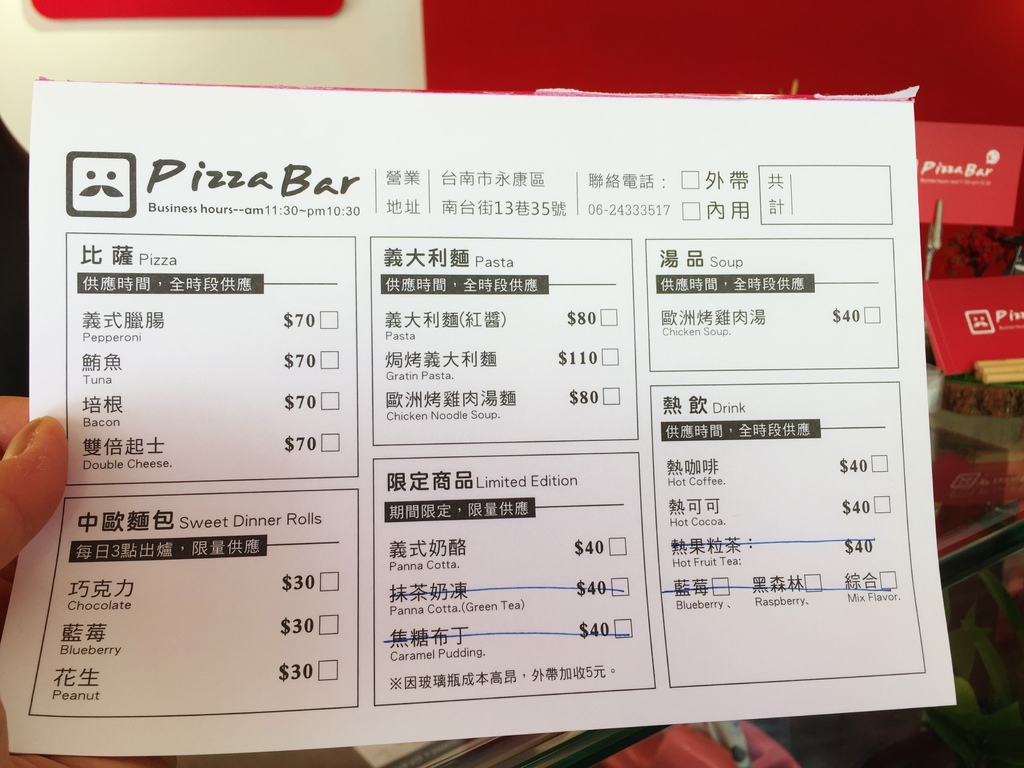 Pizza Bar
Business hours--am11:30~pm10:30
營業地址
台南市永康區
南台街13巷35號
聯絡電話：
06-24333517
外帶
內用
共計
比薩 Pizza
供應時間，全時段供應
義式臘腸 $70
Pepperoni
鮪魚 $70
Tuna
培根 $70
Bacon
雙倍起士 $70
Double Cheese.
中歐麵包 Sweet Dinner Rolls
每日3點出爐，限量供應
巧克力 $30
Chocolate
藍莓 $30
Blueberry
花生 $30
Peanut
義大利麵 Pasta
供應時間，全時段供應
義大利麵(紅醬) $80
Pasta
焗烤義大利麵 $110
Gratin Pasta.
歐洲烤雞肉湯麵 $80
Chicken Noodle Soup.
限定商品 Limited Edition
期間限定，限量供應
義式奶酪 $40
Panna Cotta.
抹茶奶凍 $40
Panna Cotta.(Green Tea)
焦糖布丁 $40
Caramel Pudding.
※因玻璃瓶成本高昂，外帶加收5元。
湯品 Soup
供應時間，全時段供應
歐洲烤雞肉湯 $40
Chicken Soup.
熱飲 Drink
供應時間，全時段供應
熱咖啡 $40
Hot Coffee.
熱可可 $40
Hot Cocoa.
熱果粒茶： $40
Hot Fruit Tea:
藍莓 黑森林 綜合
Blueberry、 Raspberry、 Mix Flavor.
Pizza Bar